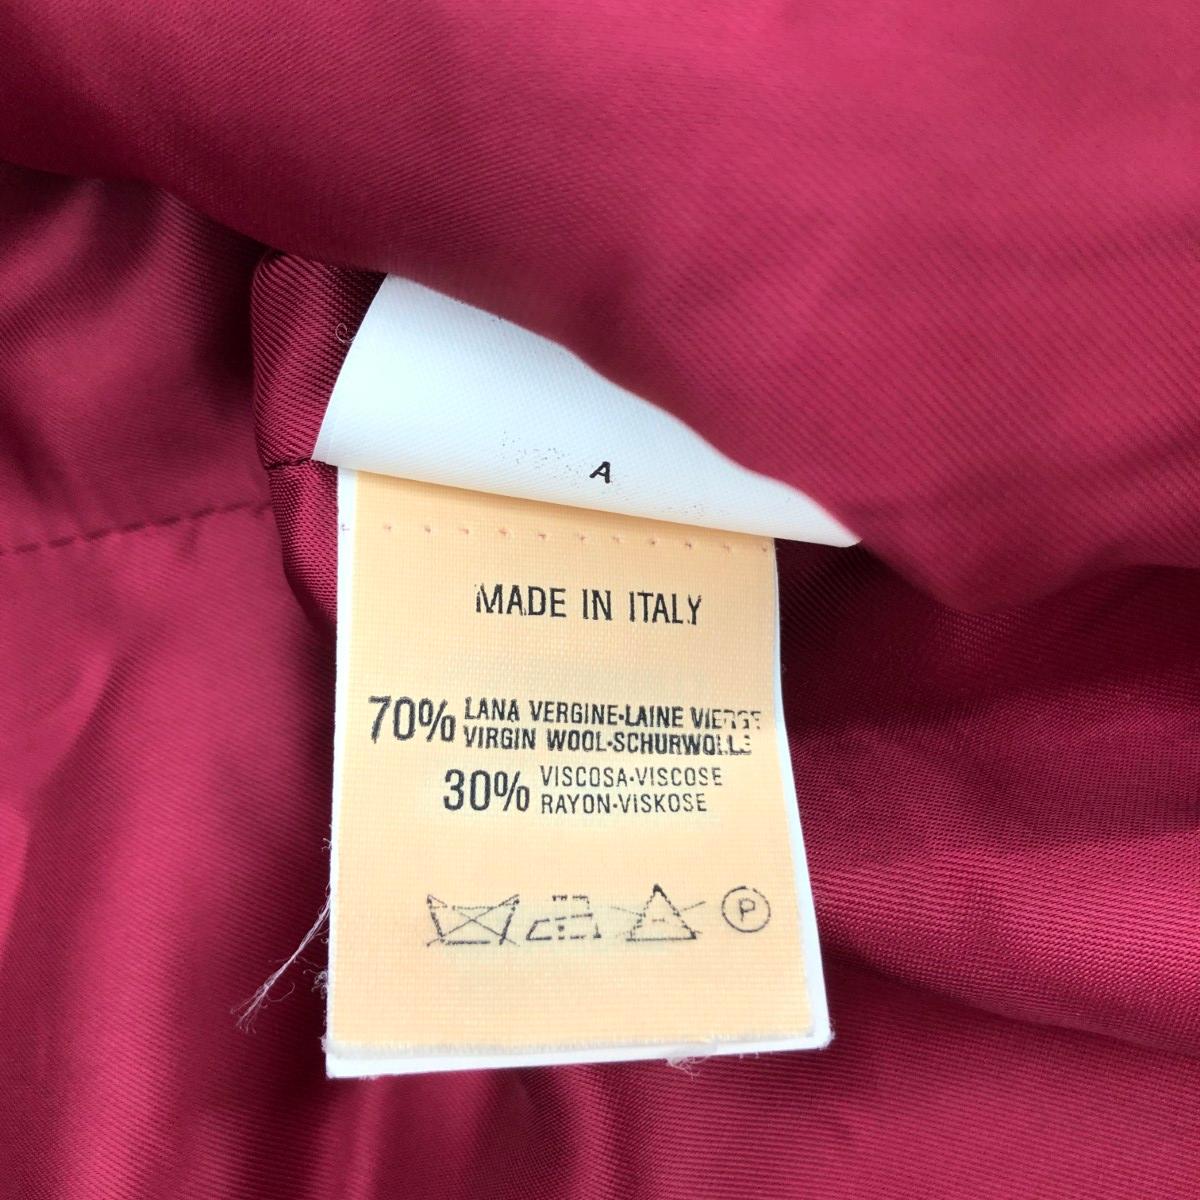 A
MADE IN ITALY
70% LANA VERGINE-LAINE VIERGE
VIRGIN WOOL-SCHURWOLLE
30% VISCOSA-VISCOSE
RAYON-VISKOSE
P